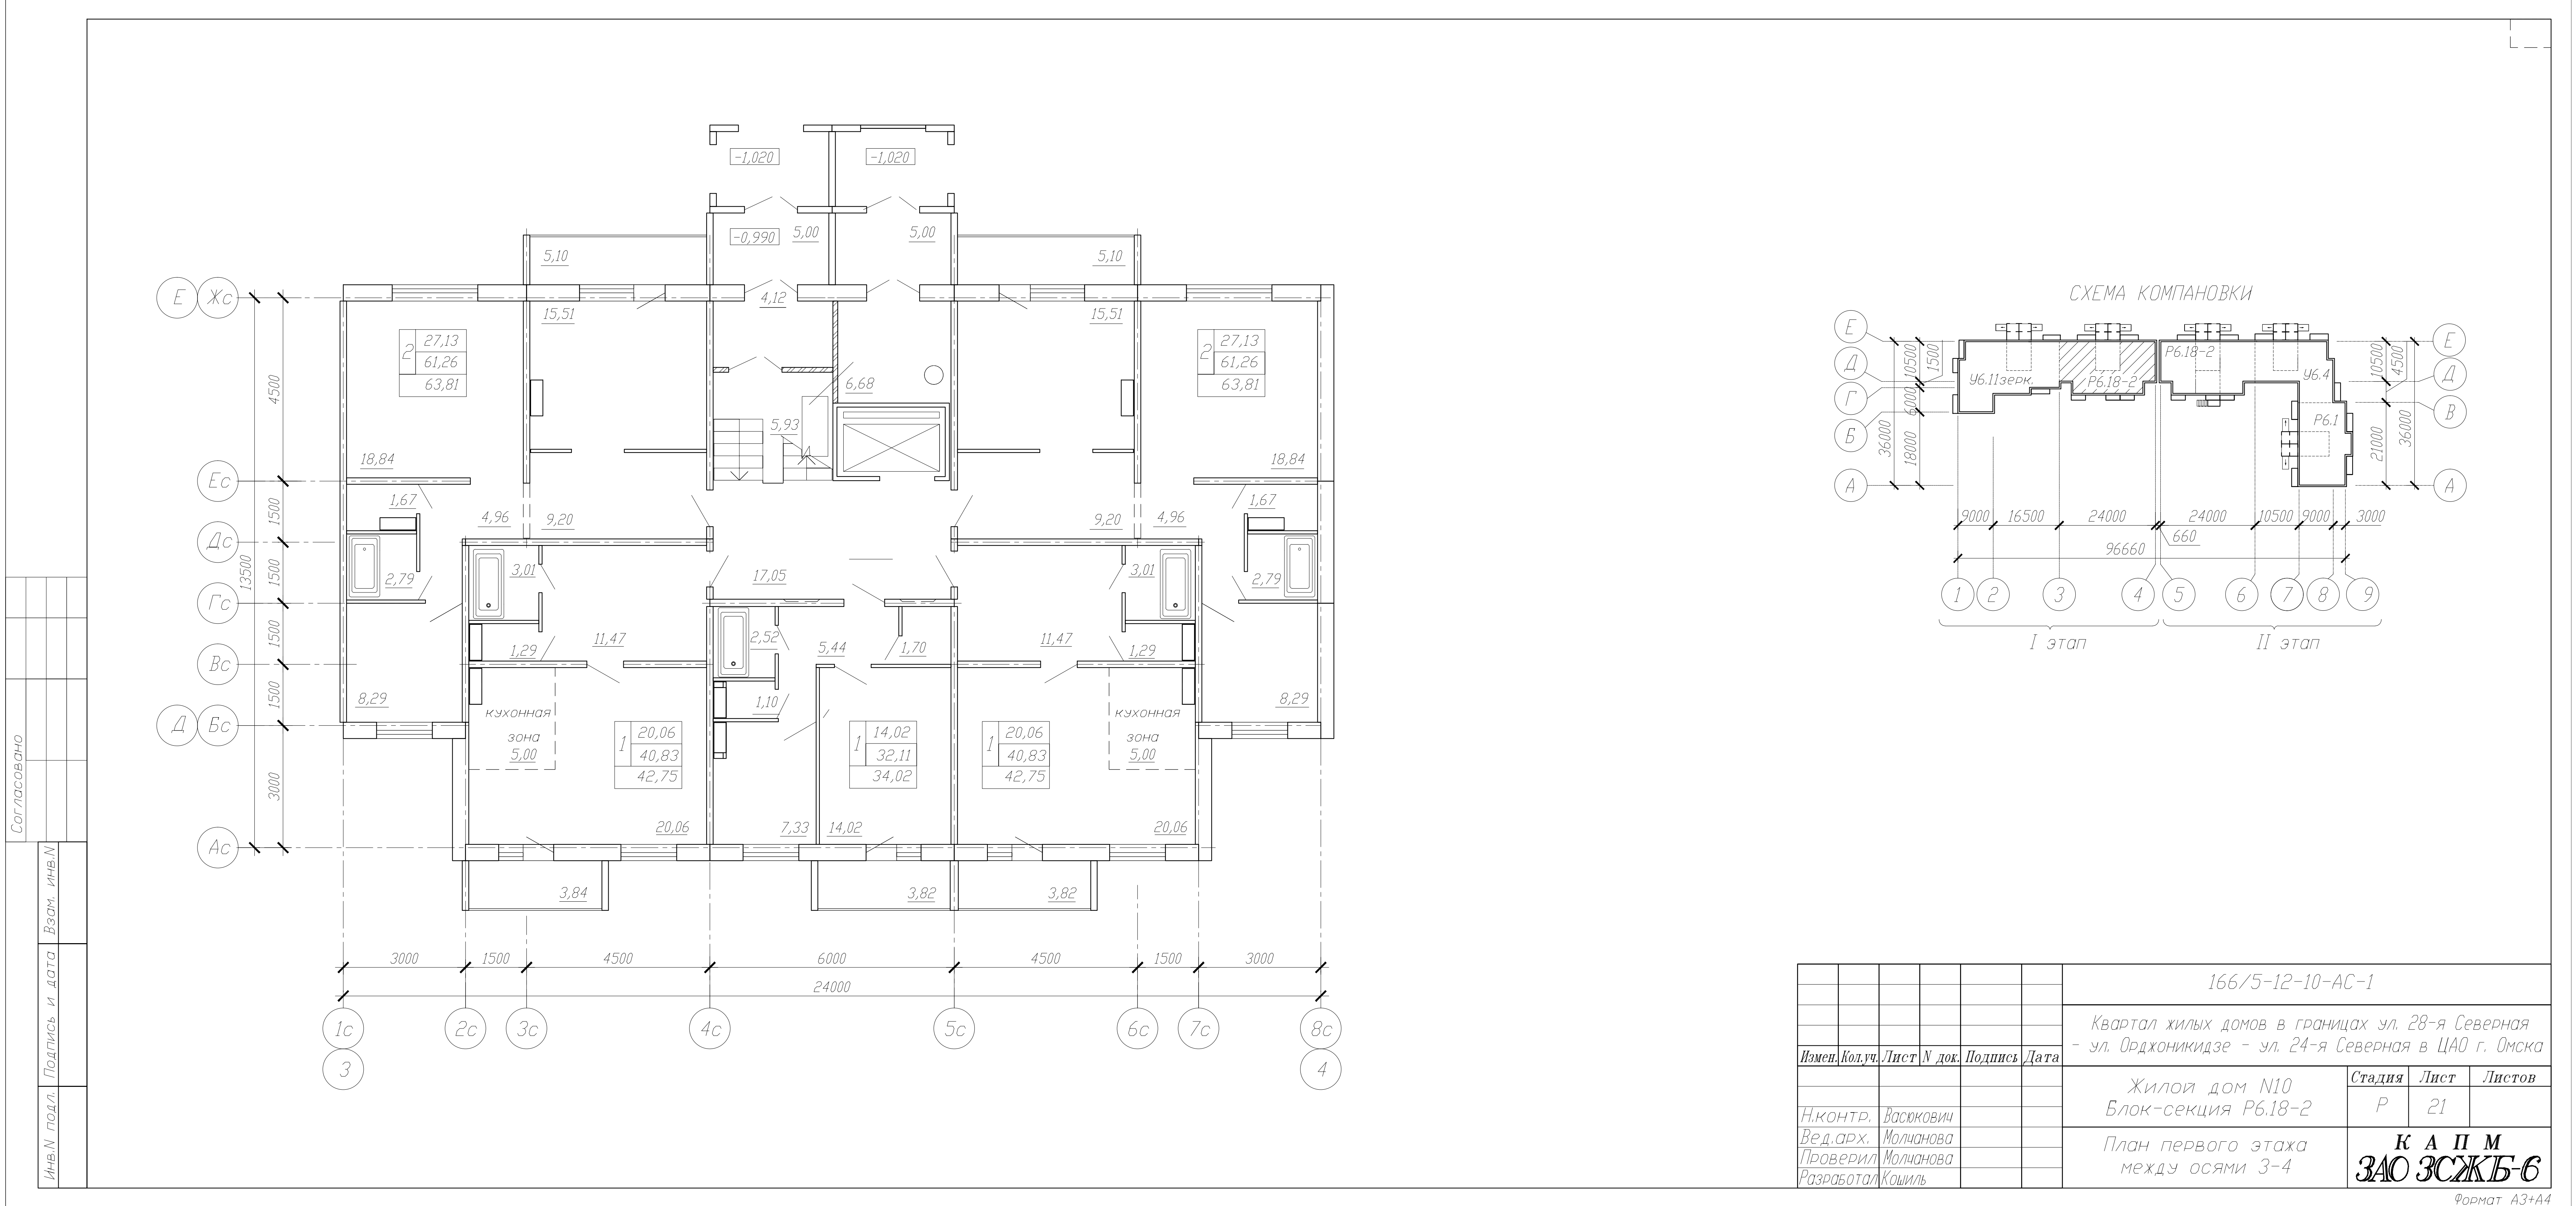 -1,020
-1,020
-0,990
5,00
5,00
5,10
5,10
Е
Жс
4,12
15,51
15,51
2
27,13
61,26
63,81
2
27,13
61,26
63,81
6,68
5,93
4500
18,84
18,84
Ес
1,67
1,67
1500
4,96
9,20
9,20
4,96
Дс
13500
1500
2,79
3,01
17,05
3,01
2,79
Гс
1500
11,47
2,52
5,44
1,70
11,47
1,29
1,29
Вс
1500
8,29
1,10
8,29
Д
Бс
кухонная
зона
5,00
1
20,06
40,83
42,75
1
14,02
32,11
34,02
1
20,06
40,83
42,75
кухонная
зона
5,00
3000
20,06
7,33
14,02
20,06
Ас
3,84
3,82
3,82
3000
1500
4500
6000
4500
1500
3000
24000
1с
2с
3с
4с
5с
6с
7с
8с
3
4
СХЕМА КОМПАНОВКИ
Е
Д
Г
Б
А
36000
10500
1500
6000
18000
У6.11зерк.
Р6.18-2
Р6.18-2
У6.4
Р6.1
10500
4500
21000
36000
Е
Д
В
А
9000
16500
24000
24000
10500
9000
3000
660
96660
1
2
3
4
5
6
7
8
9
I этап
II этап
Согласовано
Взам. инв.N
Подпись и дата
Инв.N подл.
166/5-12-10-АС-1
Квартал жилых домов в границах ул. 28-я Северная
- ул. Орджоникидзе - ул. 24-я Северная в ЦАО г. Омска
Измен. Кол.уч. Лист N док. Подпись Дата
Жилой дом N10
Блок-секция Р6.18-2
Стадия Лист Листов
Р 21
Н.контр. Васюкович
Вед.арх. Молчанова
Проверил Молчанова
Разработал Кошиль
План первого этажа
между осями 3-4
К А П М
ЗАО ЗСЖБ-6
Формат А3+А4